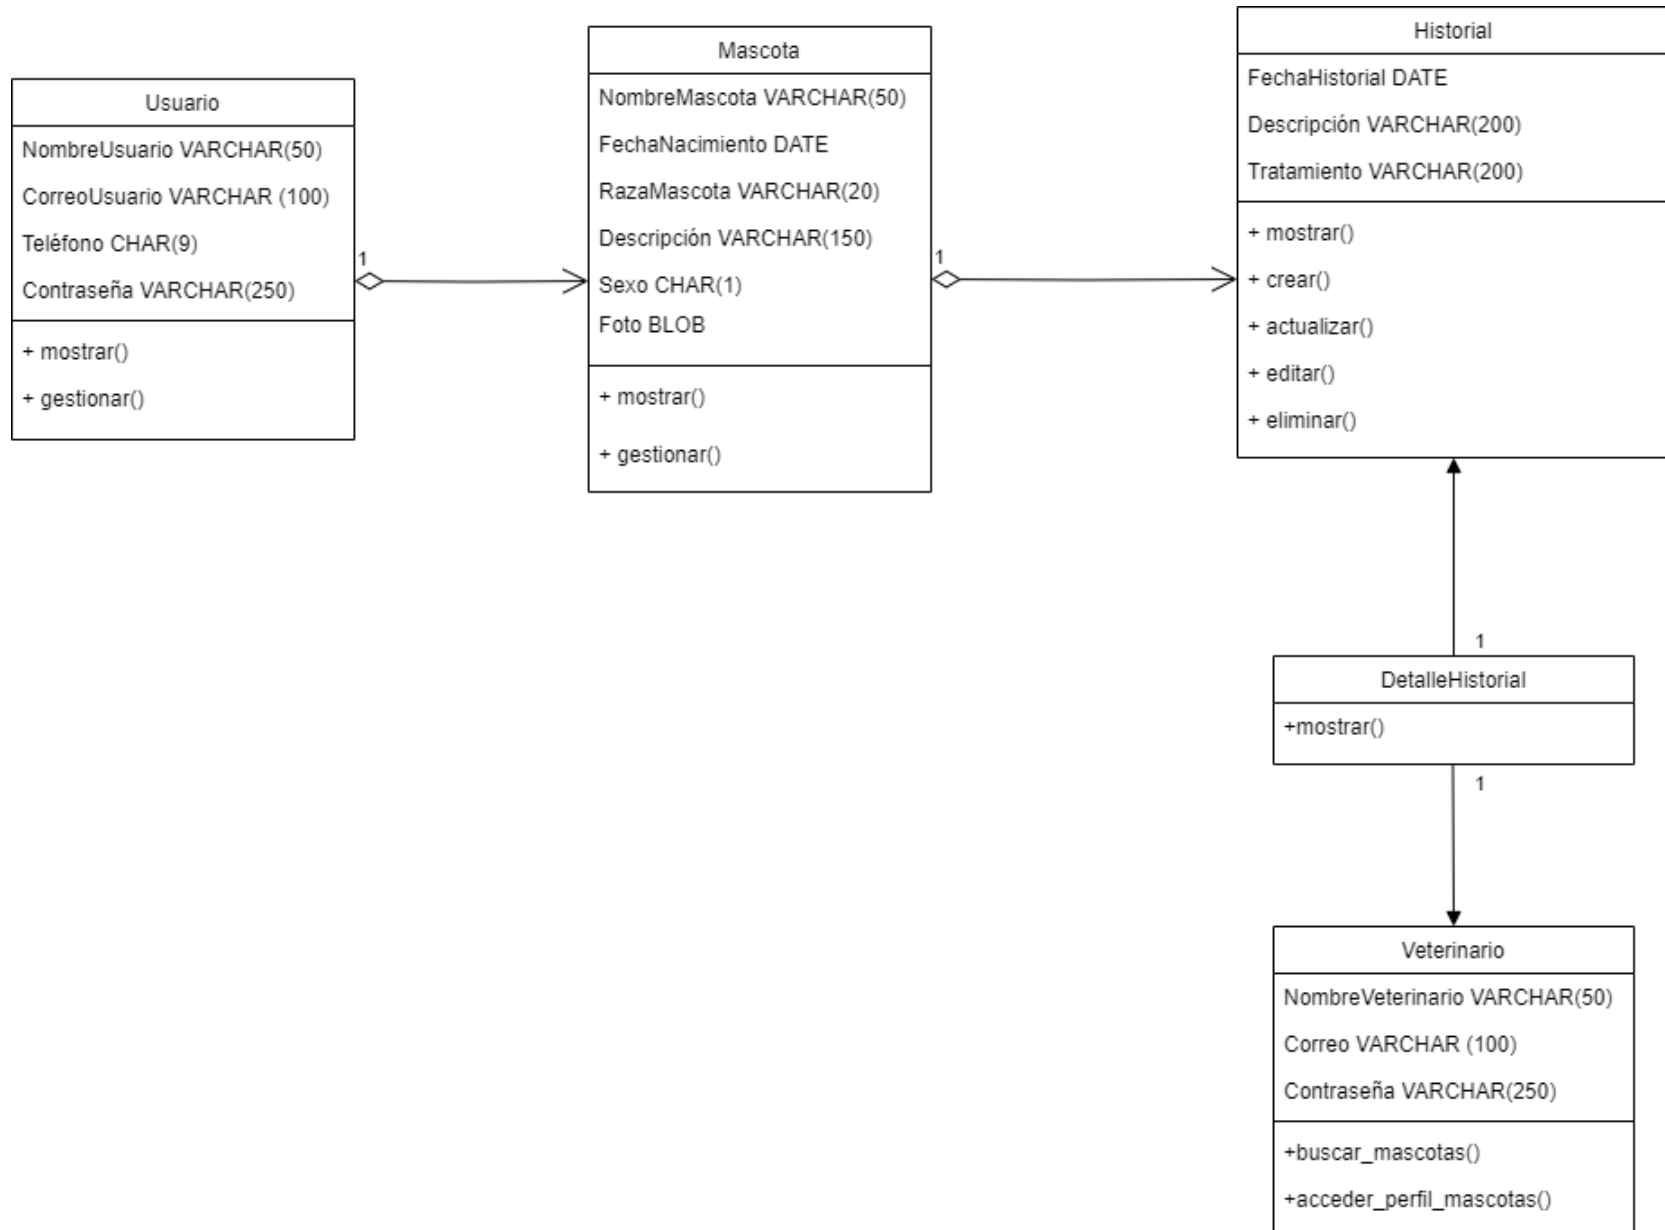 Usuario
NombreUsuario VARCHAR(50)
CorreoUsuario VARCHAR (100)
Teléfono CHAR(9)
Contraseña VARCHAR(250)
+ mostrar()
+ gestionar()
1
Mascota
NombreMascota VARCHAR(50)
FechaNacimiento DATE
RazaMascota VARCHAR(20)
Descripción VARCHAR(150)
Sexo CHAR(1)
Foto BLOB
+ mostrar()
+ gestionar()
1
Historial
FechaHistorial DATE
Descripción VARCHAR(200)
Tratamiento VARCHAR(200)
+ mostrar()
+ crear()
+ actualizar()
+ editar()
+ eliminar()
1
DetalleHistorial
+mostrar()
1
Veterinario
NombreVeterinario VARCHAR(50)
Correo VARCHAR (100)
Contraseña VARCHAR(250)
+buscar_mascotas()
+acceder_perfil_mascotas()